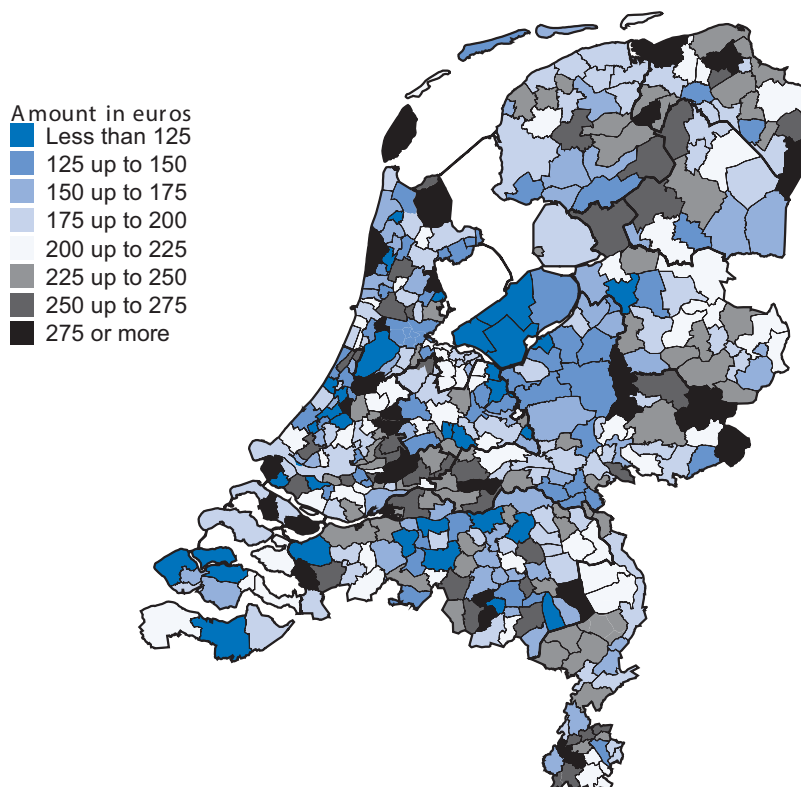 Amount in euros
Less than 125
125 up to 150
150 up to 175
175 up to 200
200 up to 225
225 up to 250
250 up to 275
275 or more